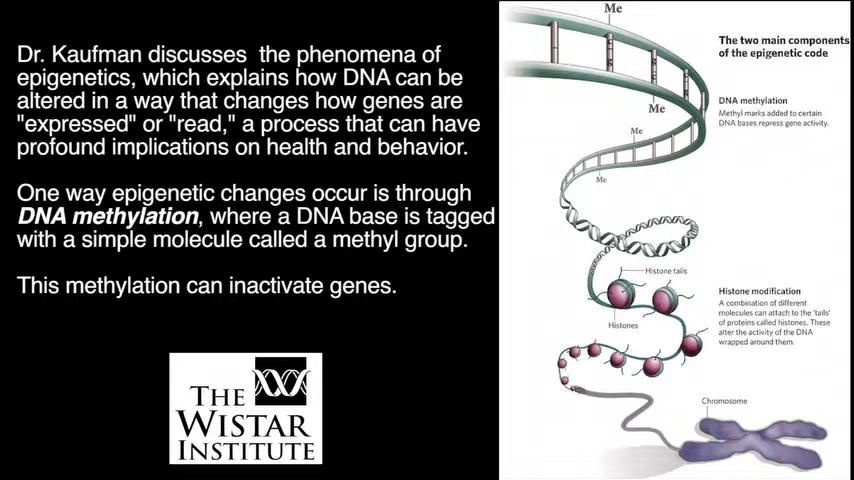 Dr. Kaufman discusses the phenomena of
epigenetics, which explains how DNA can be
altered in a way that changes how genes are
"expressed" or "read," a process that can have
profound implications on health and behavior.
One way epigenetic changes occur is through
DNA methylation, where a DNA base is tagged
with a simple molecule called a methyl group.
This methylation can inactivate genes.
THE
WISTAR
INSTITUTE
Me
The two main components
of the epigenetic code
DNA methylation
Methyl marks added to certain
DNA bases repress gene activity.
Me
Me
Me
Histone tails
Histones
Histone modification
A combination of different
molecules can attach to the 'tails'
of proteins called histones. These
alter the activity of the DNA
wrapped around them.
Chromosome